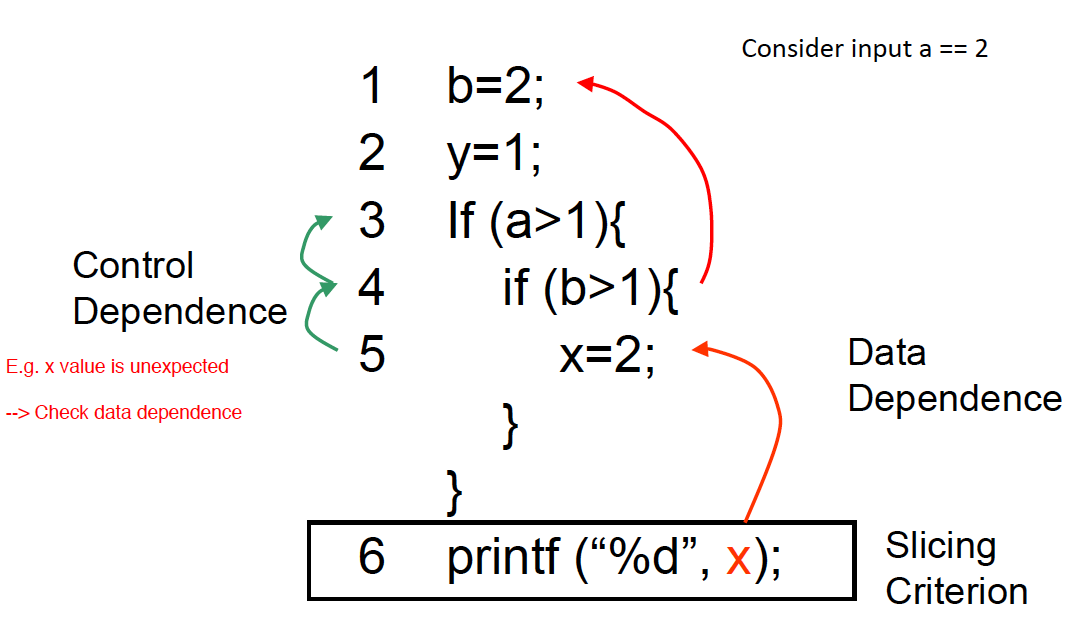 Consider input a == 2
1 b=2;
2 y=1;
3 If (a>1){
Control
Dependence
4 if (b>1){
5 x=2;
E.g. x value is unexpected
--> Check data dependence
Data
Dependence
}
}
6 printf (“%d”, x);
Slicing
Criterion